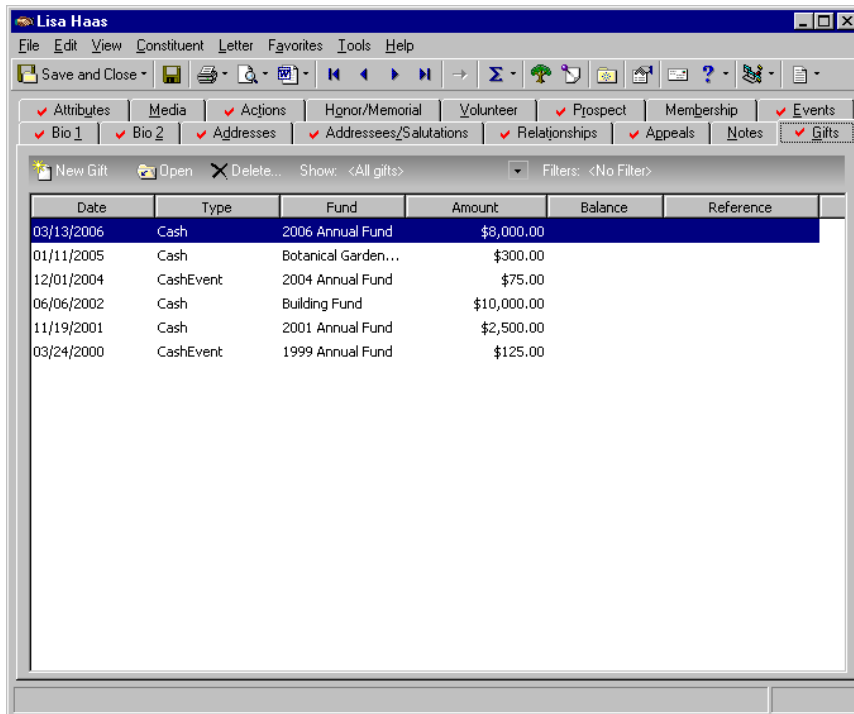 Lisa Haas
File Edit View Constituent Letter Favorites Tools Help
Save and Close
Attributes Media Actions Honor/Memorial Volunteer Prospect Membership Events
Bio 1 Bio 2 Addresses Addressees/Salutations Relationships Appeals Notes Gifts
New Gift Open Delete... Show: <All gifts> Filters: <No Filter>
Date Type Fund Amount Balance Reference
03/13/2006 Cash 2006 Annual Fund $8,000.00
01/11/2005 Cash Botanical Garden... $300.00
12/01/2004 CashEvent 2004 Annual Fund $75.00
06/06/2002 Cash Building Fund $10,000.00
11/19/2001 Cash 2001 Annual Fund $2,500.00
03/24/2000 CashEvent 1999 Annual Fund $125.00